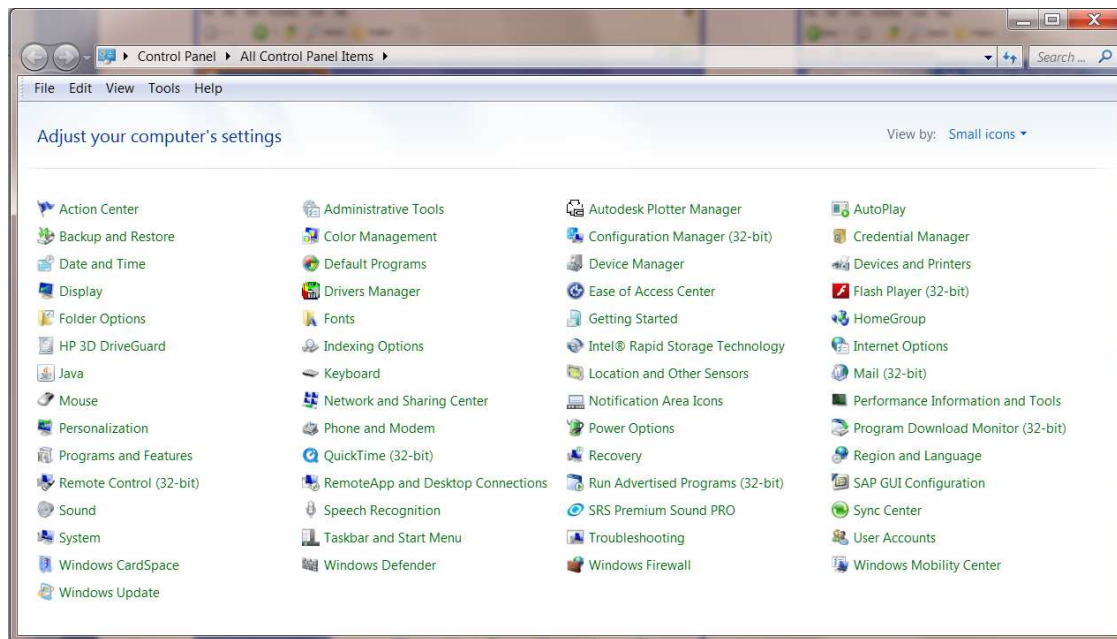 Control Panel All Control Panel Items Search ...
File Edit View Tools Help
Adjust your computer's settings View by: Small icons
Action Center Administrative Tools Autodesk Plotter Manager AutoPlay
Backup and Restore Color Management Configuration Manager (32-bit) Credential Manager
Date and Time Default Programs Device Manager Devices and Printers
Display Drivers Manager Ease of Access Center Flash Player (32-bit)
Folder Options Fonts Getting Started HomeGroup
HP 3D DriveGuard Indexing Options Intel® Rapid Storage Technology Internet Options
Java Keyboard Location and Other Sensors Mail (32-bit)
Mouse Network and Sharing Center Notification Area Icons Performance Information and Tools
Personalization Phone and Modem Power Options Program Download Monitor (32-bit)
Programs and Features QuickTime (32-bit) Recovery Region and Language
Remote Control (32-bit) RemoteApp and Desktop Connections Run Advertised Programs (32-bit) SAP GUI Configuration
Sound Speech Recognition SRS Premium Sound PRO Sync Center
System Taskbar and Start Menu Troubleshooting User Accounts
Windows CardSpace Windows Defender Windows Firewall Windows Mobility Center
Windows Update